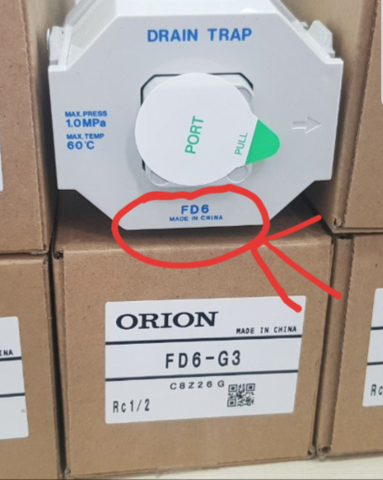 DRAIN TRAP
MAX.PRESS
1.0MPa
MAX.TEMP
60℃
PORT
PULL
FD6
MADE IN CHINA
ORION
MADE IN CHINA
FD6-G3
C8Z26G
Rc1/2